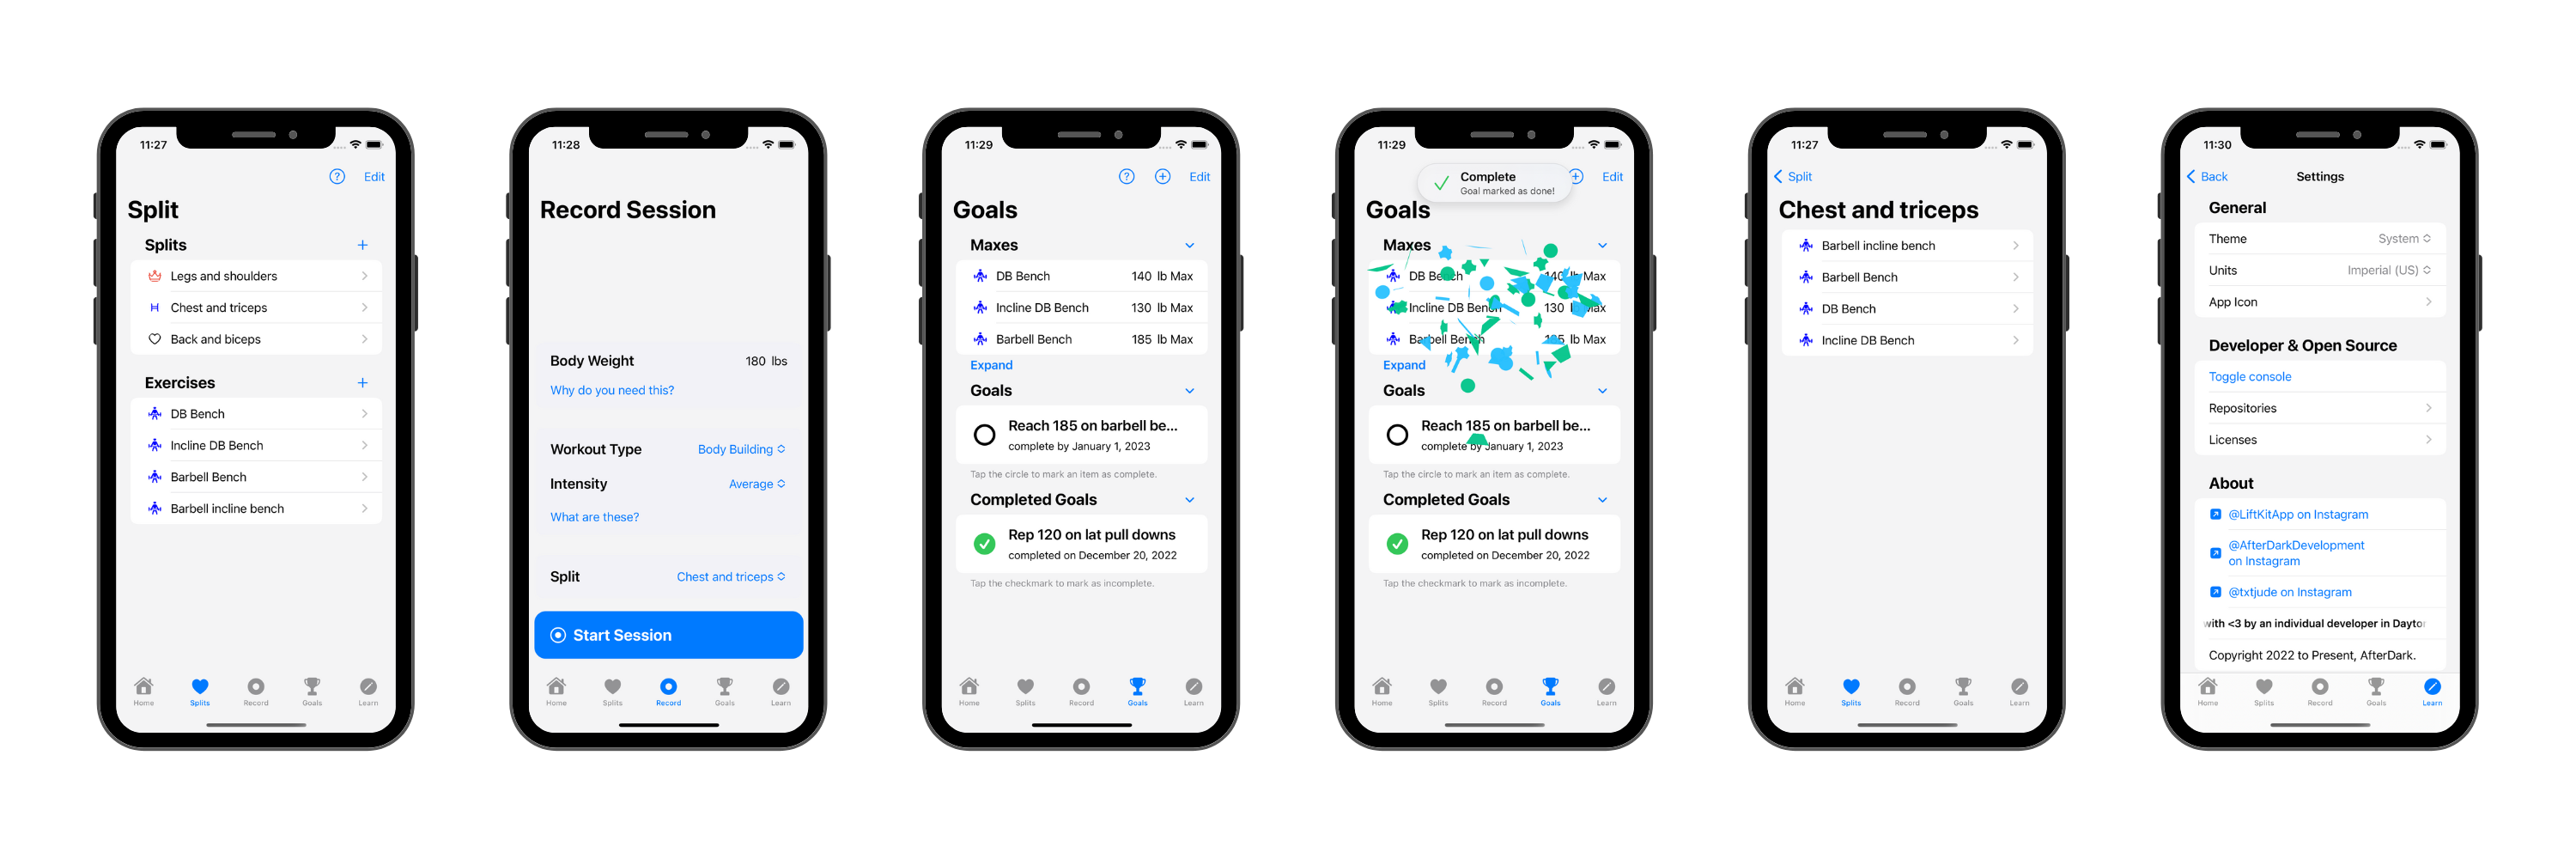 11:27
Edit
Split
Splits
Legs and shoulders
Chest and triceps
Back and biceps
Exercises
DB Bench
Incline DB Bench
Barbell Bench
Barbell incline bench
Home Splits Record Goals Learn
11:28
Record Session
Body Weight 180 lbs
Why do you need this?
Workout Type Body Building
Intensity Average
What are these?
Split Chest and triceps
Start Session
Home Splits Record Goals Learn
11:29
Edit
Goals
Maxes
DB Bench 140 lb Max
Incline DB Bench 130 lb Max
Barbell Bench 185 lb Max
Expand
Goals
Reach 185 on barbell be...
complete by January 1, 2023
Tap the circle to mark an item as complete.
Completed Goals
Rep 120 on lat pull downs
completed on December 20, 2022
Tap the checkmark to mark as incomplete.
Home Splits Record Goals Learn
11:29
Complete
Goal marked as done!
Edit
Goals
Maxes
DB Bench 140 lb Max
Incline DB Bench 130 lb Max
Barbell Bench 185 lb Max
Expand
Goals
Reach 185 on barbell be...
complete by January 1, 2023
Tap the circle to mark an item as complete.
Completed Goals
Rep 120 on lat pull downs
completed on December 20, 2022
Tap the checkmark to mark as incomplete.
Home Splits Record Goals Learn
11:27
Split
Chest and triceps
Barbell incline bench
Barbell Bench
DB Bench
Incline DB Bench
Home Splits Record Goals Learn
11:30
Back Settings
General
Theme System
Units Imperial (US)
App Icon
Developer & Open Source
Toggle console
Repositories
Licenses
About
@LiftKitApp on Instagram
@AfterDarkDevelopment
on Instagram
@txtjude on Instagram
with <3 by an individual developer in Dayton
Copyright 2022 to Present, AfterDark.
Home Splits Record Goals Learn